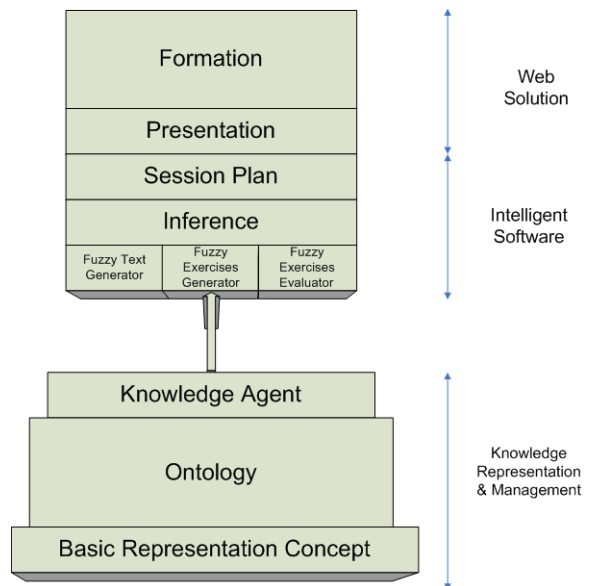 Formation
Web
Solution
Presentation
Session Plan
Inference
Intelligent
Software
Fuzzy Text
Generator
Fuzzy
Exercises
Generator
Fuzzy
Exercises
Evaluator
Knowledge Agent
Ontology
Knowledge
Representation
& Management
Basic Representation Concept